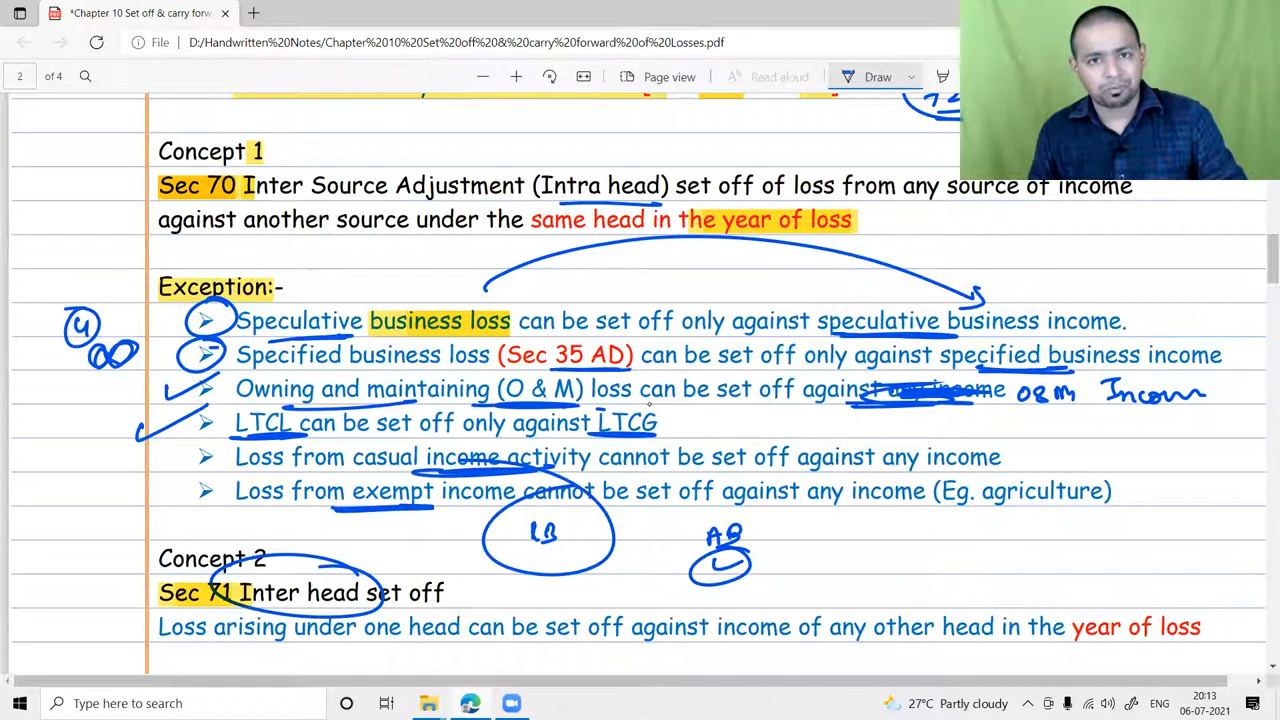 *Chapter 10 Set off & carry forw
File D:/Handwritten%20Notes/Chapter%2010%20Set%20off%20&%20carry%20forward%20of%20Losses.pdf
2 of 4 Page view Read aloud Draw
Concept 1
Sec 70 Inter Source Adjustment (Intra head) set off of loss from any source of income
against another source under the same head in the year of loss
Exception:-
4
Speculative business loss can be set off only against speculative business income.
Specified business loss (Sec 35 AD) can be set off only against specified business income
Owning and maintaining (O & M) loss can be set off against any income O&M Income
LTCL can be set off only against LTCG
Loss from casual income activity cannot be set off against any income
Loss from exempt income cannot be set off against any income (Eg. agriculture)
Concept 2
Sec 71 Inter head set off
Loss arising under one head can be set off against income of any other head in the year of loss
Type here to search
27°C Partly cloudy
ENG
20:13
06-07-2021